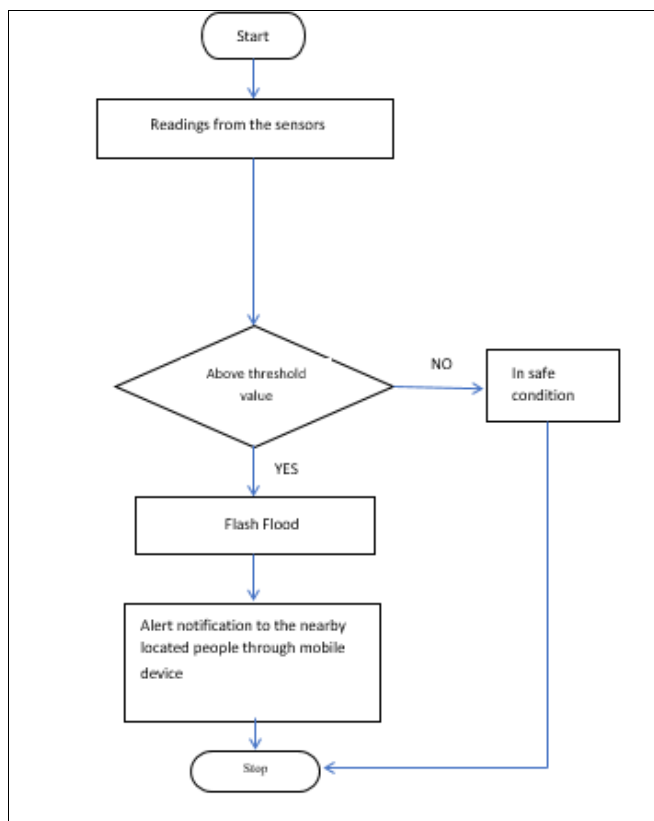 Start
Readings from the sensors
Above threshold
value
NO
In safe
condition
YES
Flash Flood
Alert notification to the nearby
located people through mobile
device
Stop